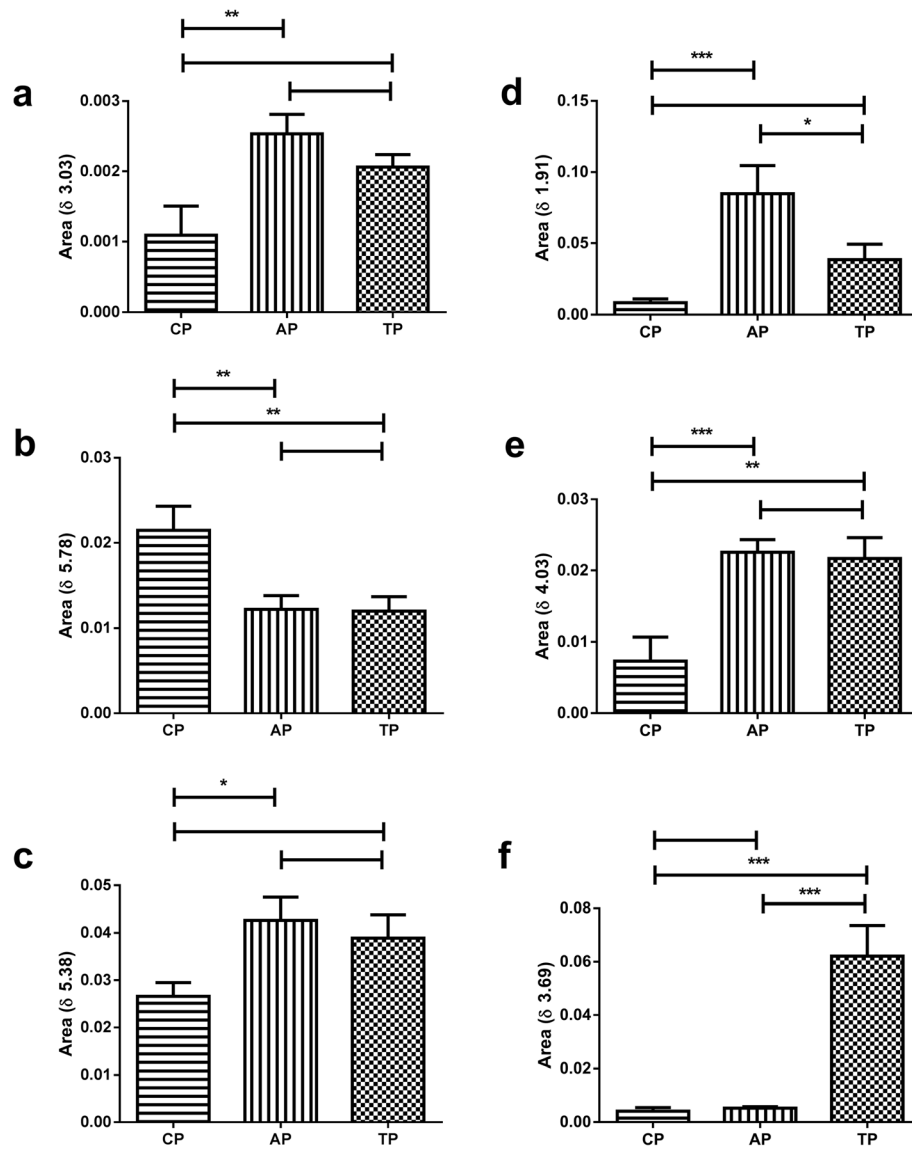 **
a
Area (δ 3.03)
0.003
0.002
0.001
0.000
CP AP TP
**
**
b
Area (δ 5.78)
0.03
0.02
0.01
0.00
CP AP TP
*
c
Area (δ 5.38)
0.05
0.04
0.03
0.02
0.01
0.00
CP AP TP
***
*
d
Area (δ 1.91)
0.15
0.10
0.05
0.00
CP AP TP
***
**
e
Area (δ 4.03)
0.03
0.02
0.01
0.00
CP AP TP
***
***
f
Area (δ 3.69)
0.08
0.06
0.04
0.02
0.00
CP AP TP